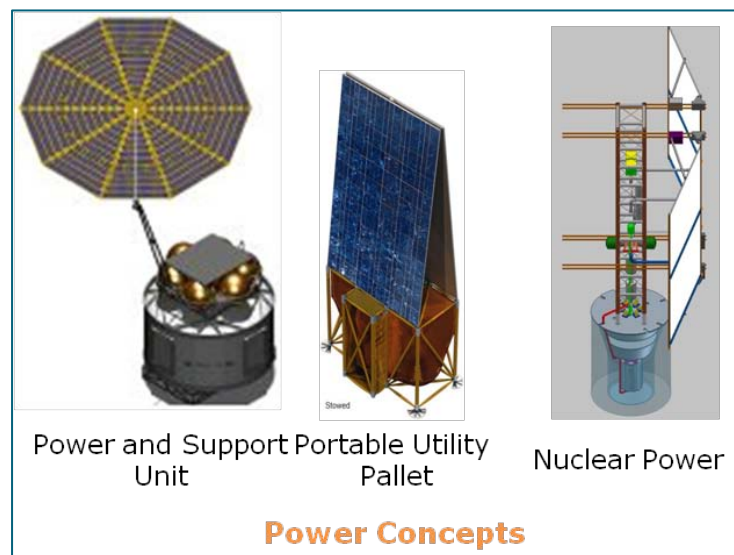 Stowed
Power and Support Unit
Portable Utility Pallet
Nuclear Power
Power Concepts